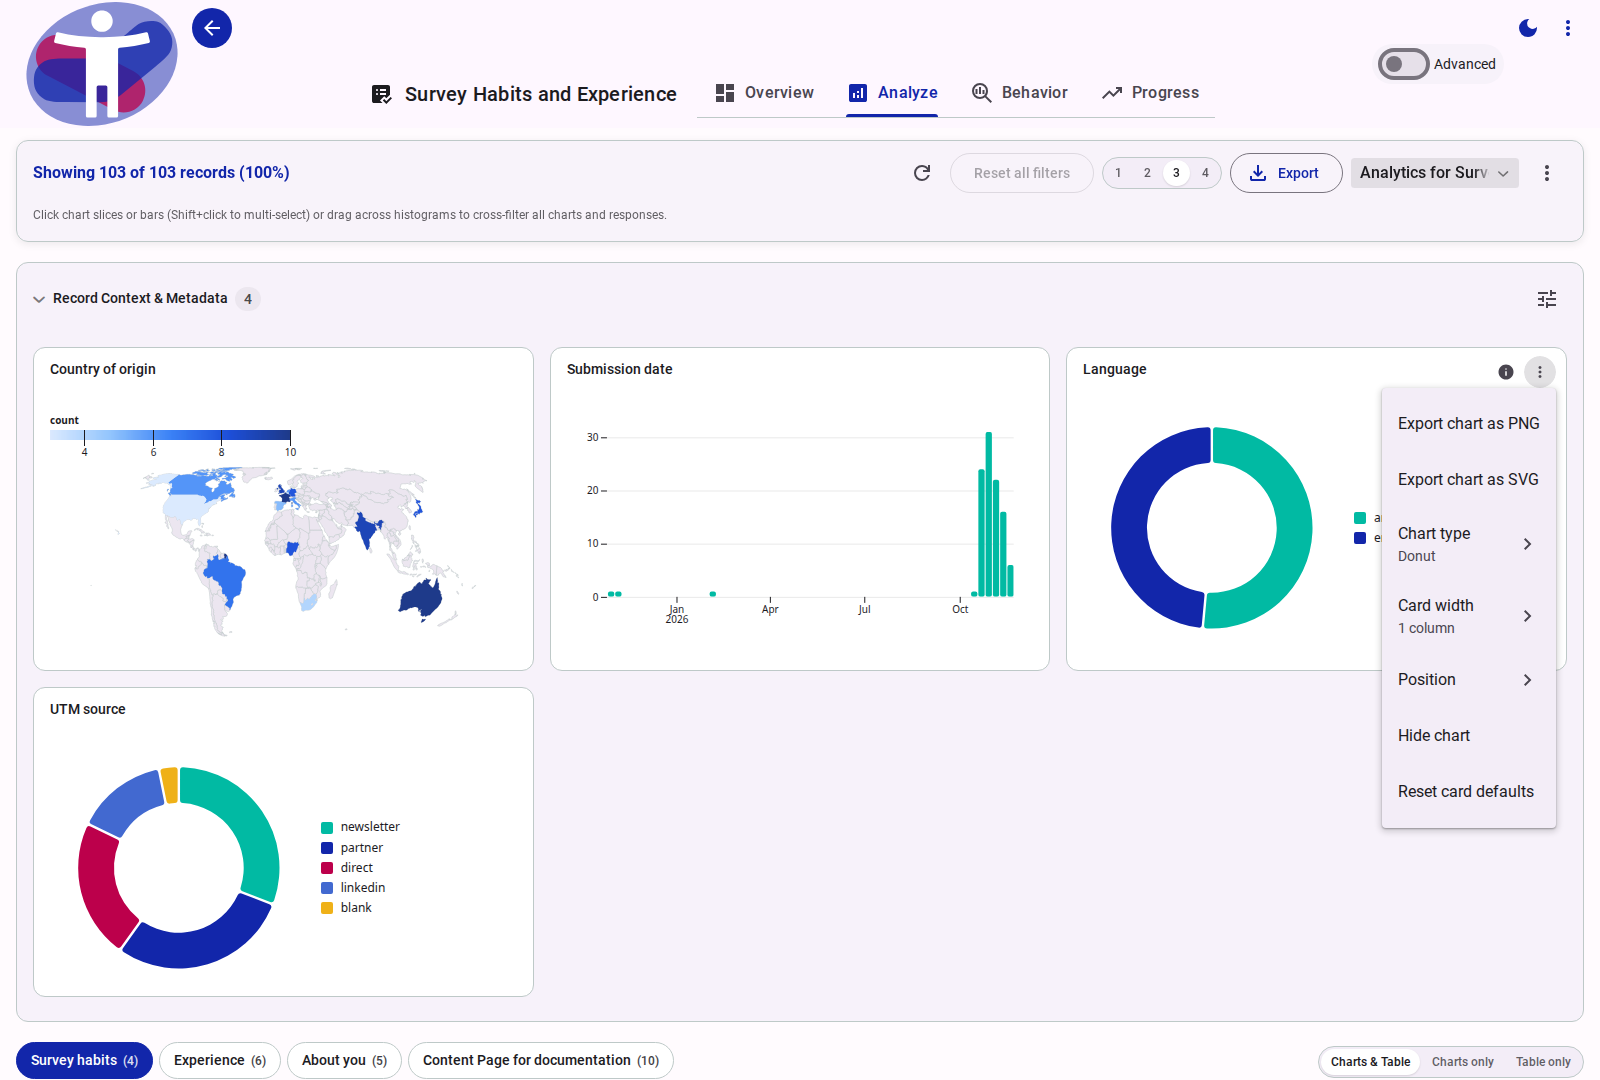 Advanced
Survey Habits and Experience
Overview
Analyze
Behavior
Progress
Showing 103 of 103 records (100%)
Reset all filters
1 2 3 4
Export
Analytics for Surv
Click chart slices or bars (Shift+click to multi-select) or drag across histograms to cross-filter all charts and responses.
Record Context & Metadata 4
Country of origin
count
4 6 8 10
Submission date
30
20
10
0
Jan
2026
Apr
Jul
Oct
Language
Export chart as PNG
Export chart as SVG
Chart type
Donut
Card width
1 column
Position
Hide chart
Reset card defaults
UTM source
newsletter
partner
direct
linkedin
blank
Survey habits (4)
Experience (6)
About you (5)
Content Page for documentation (10)
Charts & Table
Charts only
Table only